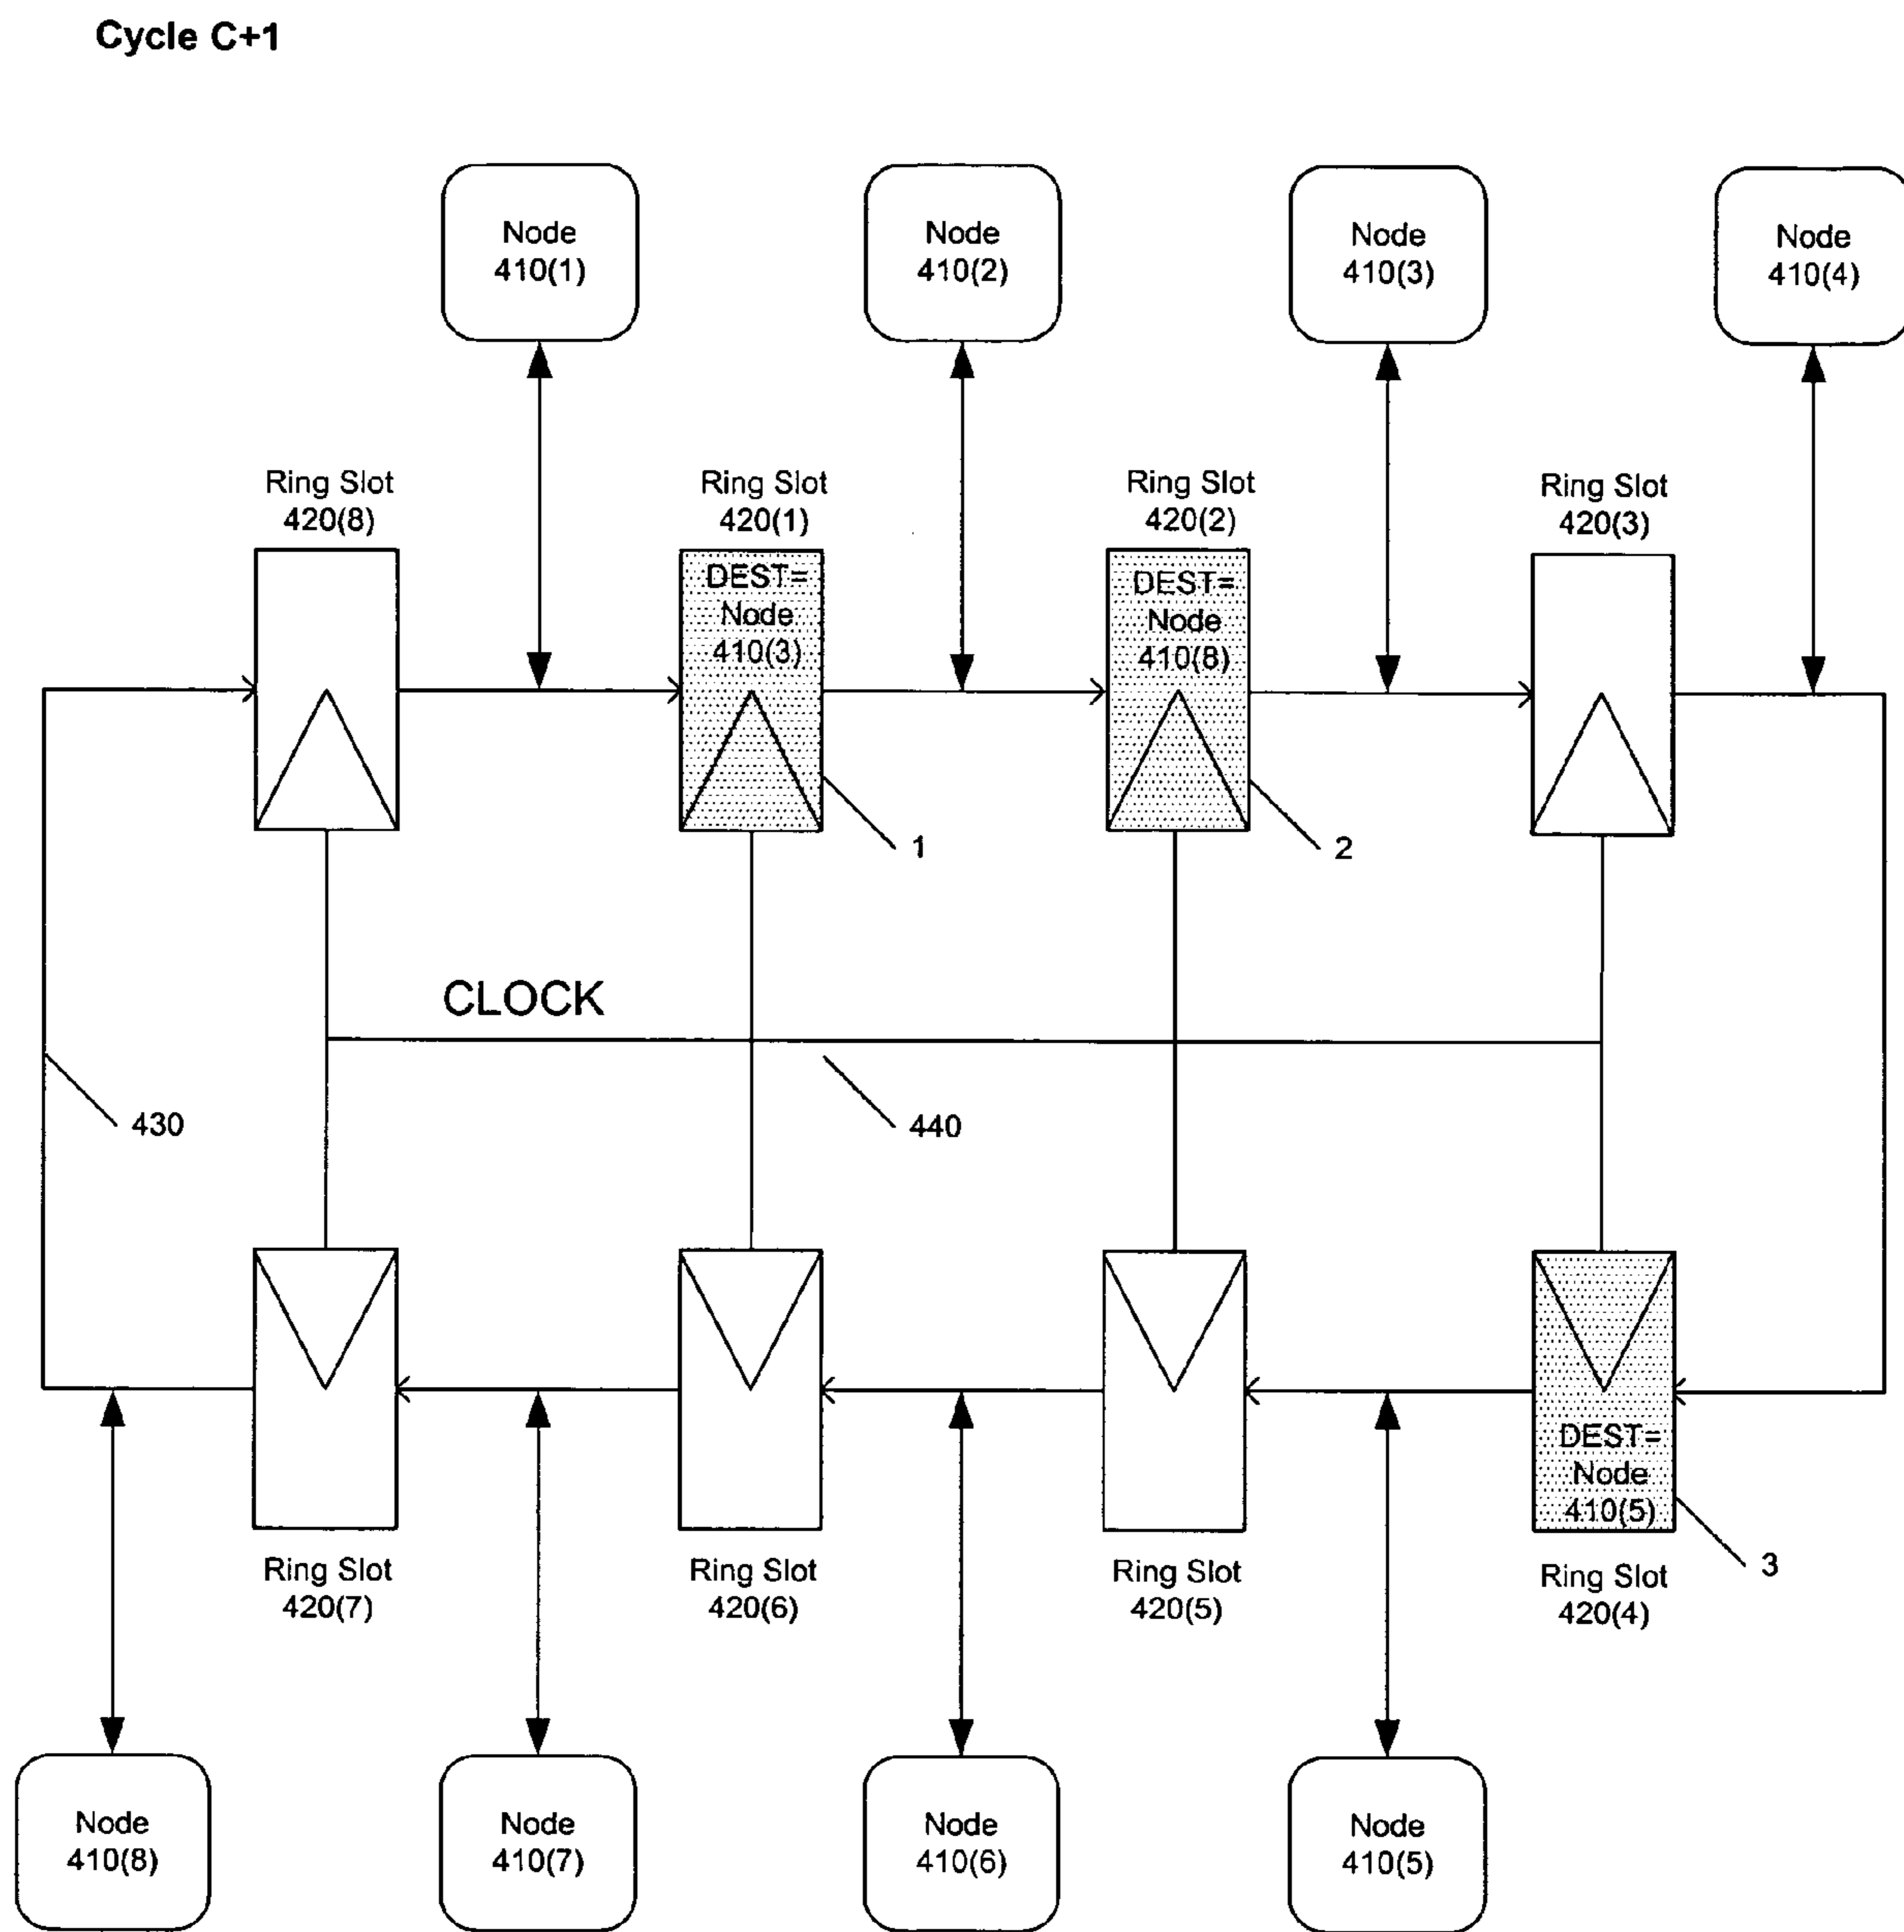 Cycle C+1
Node
410(1)
Node
410(2)
Node
410(3)
Node
410(4)
Ring Slot
420(8)
Ring Slot
420(1)
Ring Slot
420(2)
Ring Slot
420(3)
DEST=
Node
410(3)
DEST=
Node
410(8)
1
2
CLOCK
430
440
DEST=
Node
410(5)
3
Ring Slot
420(7)
Ring Slot
420(6)
Ring Slot
420(5)
Ring Slot
420(4)
Node
410(8)
Node
410(7)
Node
410(6)
Node
410(5)